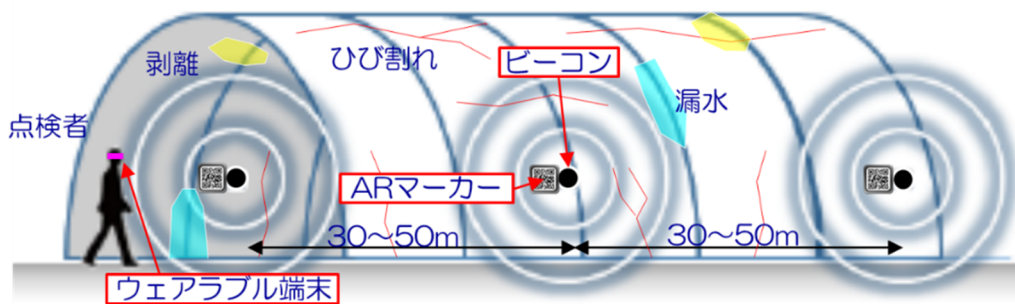 剥離
ひび割れ
ビーコン
漏水
点検者
ARマーカー
30～50m
30～50m
ウェアラブル端末